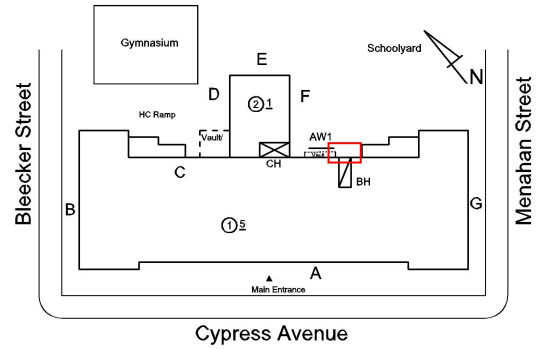 Gymnasium
Schoolyard
N
E
D
F
② 1
HC Ramp
Vault/
AW1
Vault
CH
BH
C
B
G
① 5
A
Main Entrance
Bleecker Street
Menahan Street
Cypress Avenue